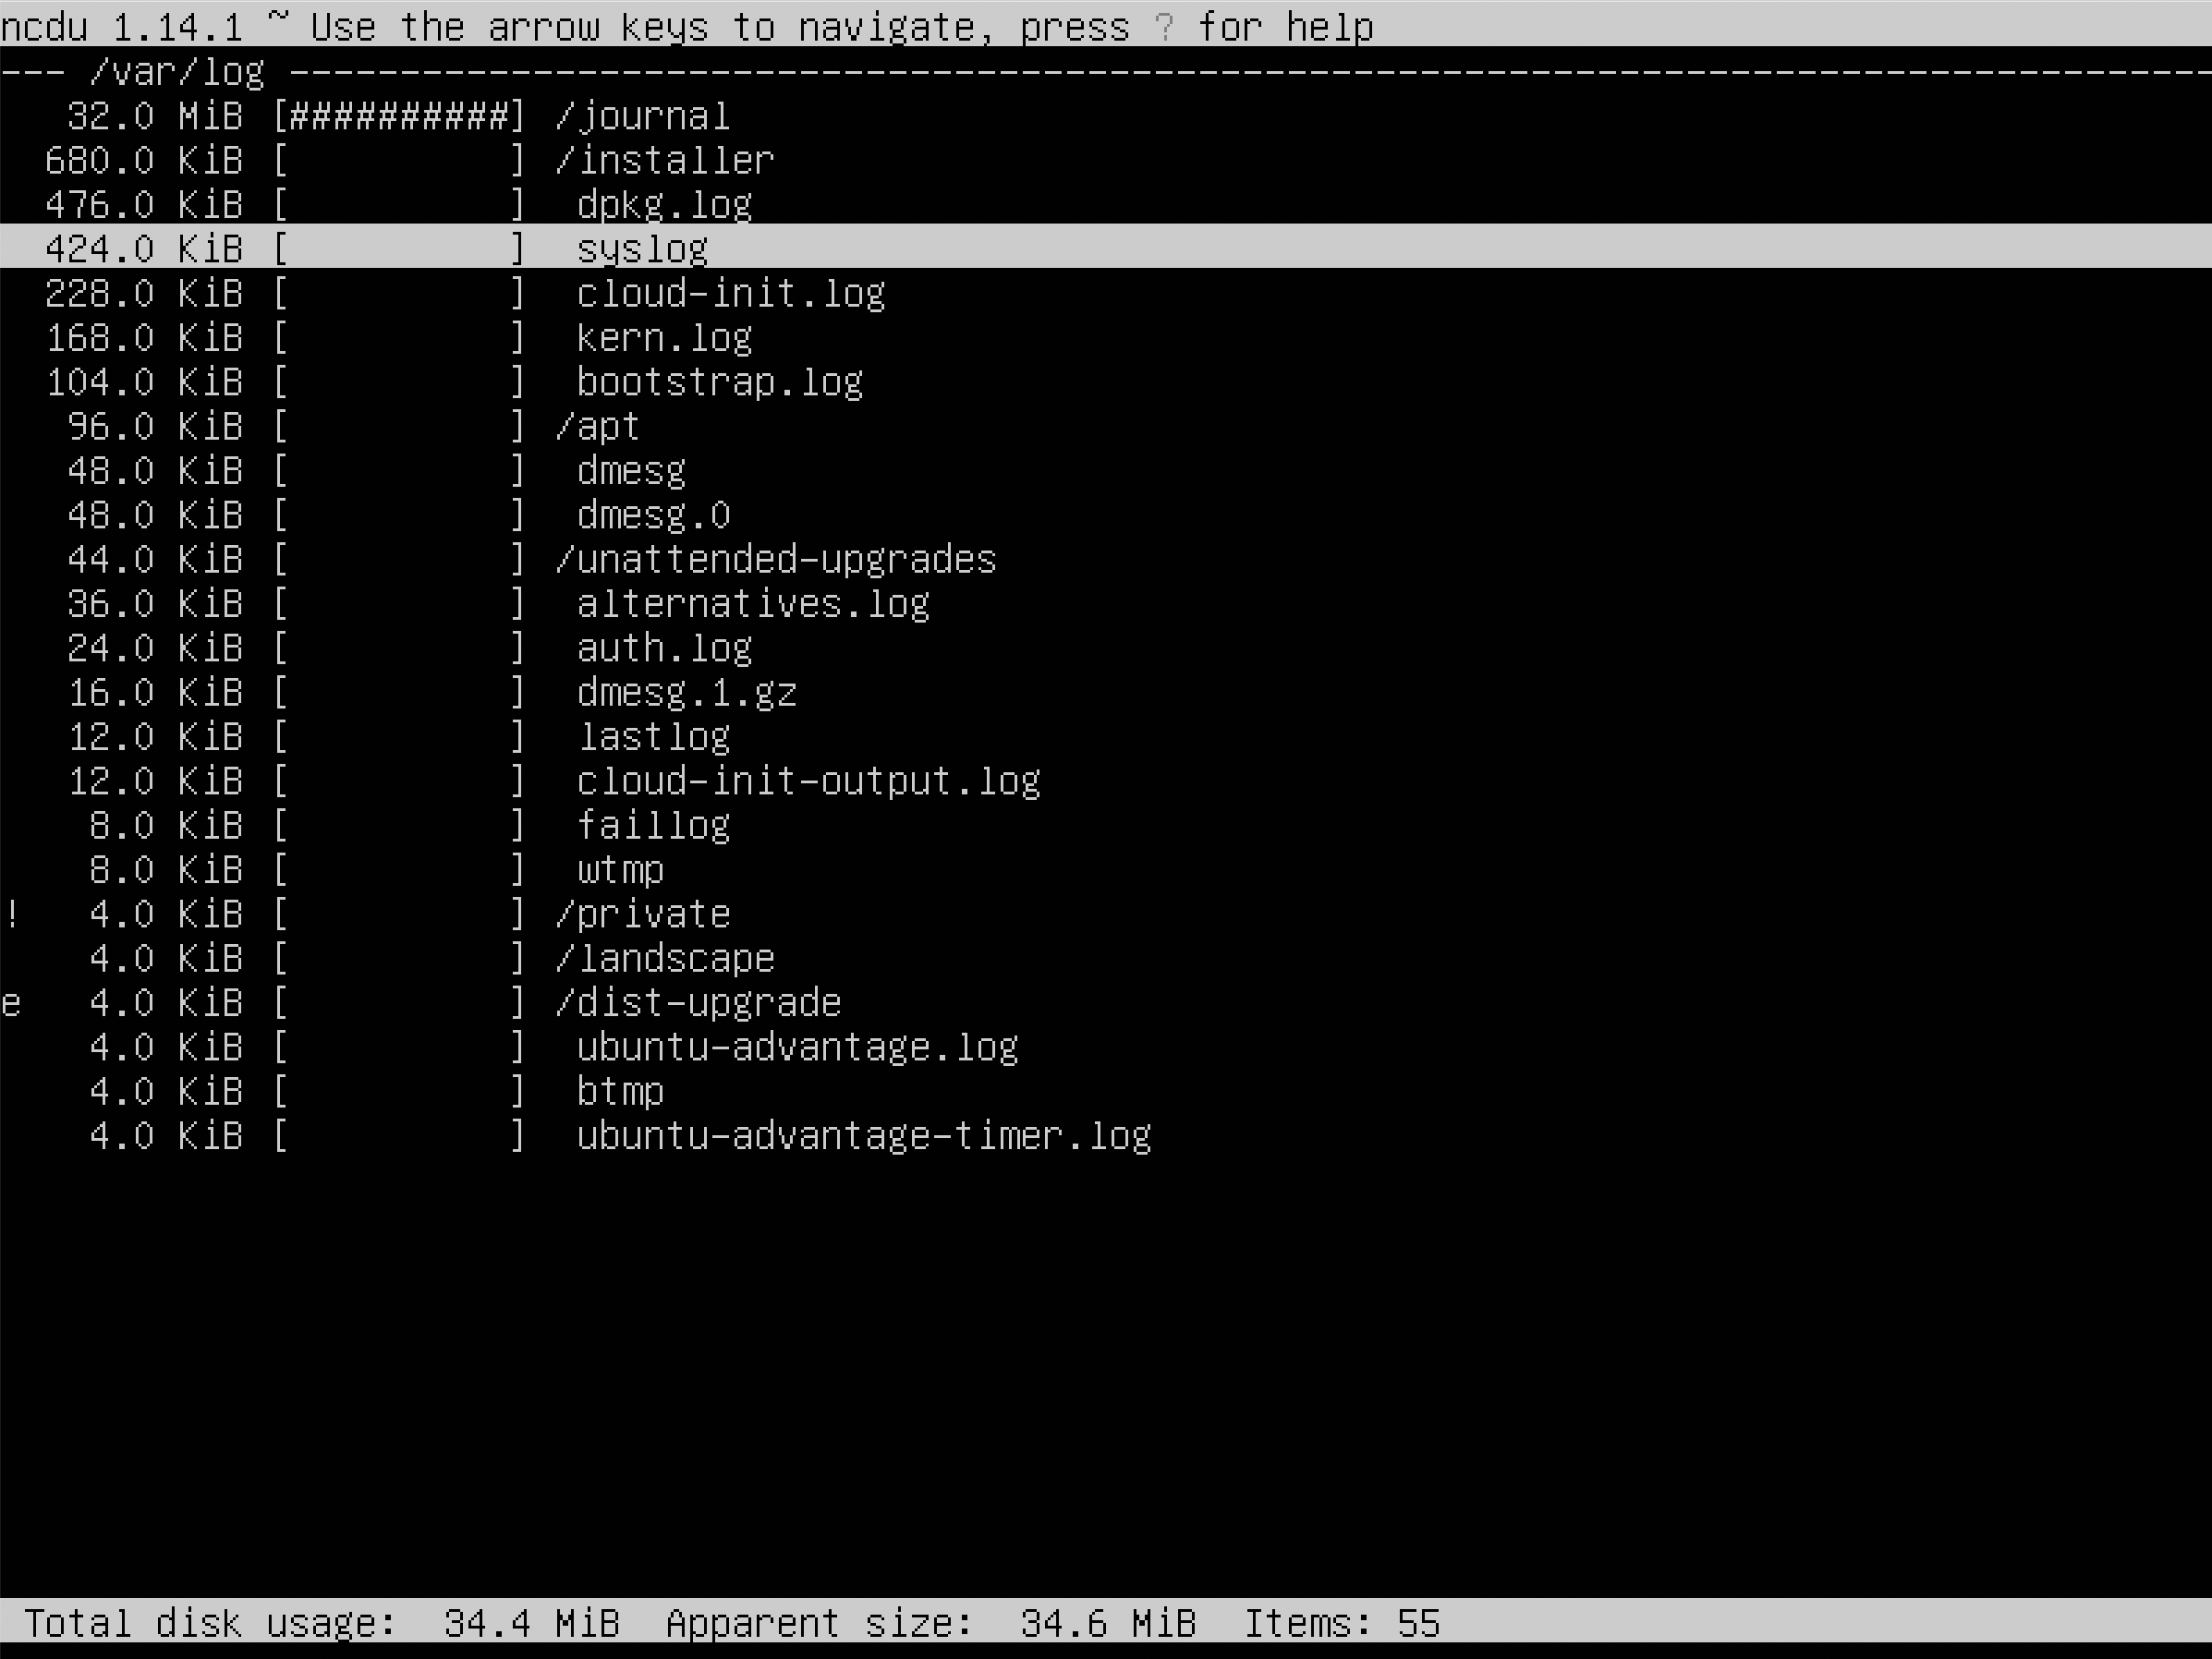 ncdu 1.14.1 ~ Use the arrow keys to navigate, press ? for help
--- /var/log ---------------------------------------------------------------------------------------
   32.0 MiB [##########] /journal
  680.0 KiB [          ] /installer
  476.0 KiB [          ]  dpkg.log
  424.0 KiB [          ]  syslog
  228.0 KiB [          ]  cloud-init.log
  168.0 KiB [          ]  kern.log
  104.0 KiB [          ]  bootstrap.log
   96.0 KiB [          ] /apt
   48.0 KiB [          ]  dmesg
   48.0 KiB [          ]  dmesg.0
   44.0 KiB [          ] /unattended-upgrades
   36.0 KiB [          ]  alternatives.log
   24.0 KiB [          ]  auth.log
   16.0 KiB [          ]  dmesg.1.gz
   12.0 KiB [          ]  lastlog
   12.0 KiB [          ]  cloud-init-output.log
    8.0 KiB [          ]  faillog
    8.0 KiB [          ]  wtmp
!   4.0 KiB [          ] /private
    4.0 KiB [          ] /landscape
e   4.0 KiB [          ] /dist-upgrade
    4.0 KiB [          ]  ubuntu-advantage.log
    4.0 KiB [          ]  btmp
    4.0 KiB [          ]  ubuntu-advantage-timer.log
 Total disk usage:  34.4 MiB  Apparent size:  34.6 MiB  Items: 55